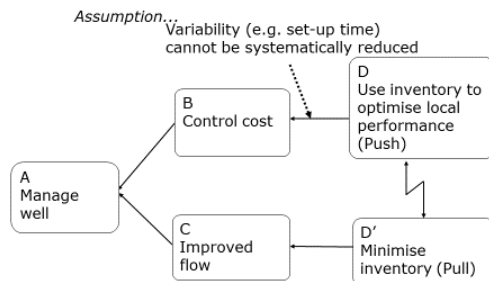 Assumption...
Variability (e.g. set-up time)
cannot be systematically reduced
D
Use inventory to
optimise local
performance
(Push)
B
Control cost
A
Manage
well
C
Improved
flow
D’
Minimise
inventory (Pull)